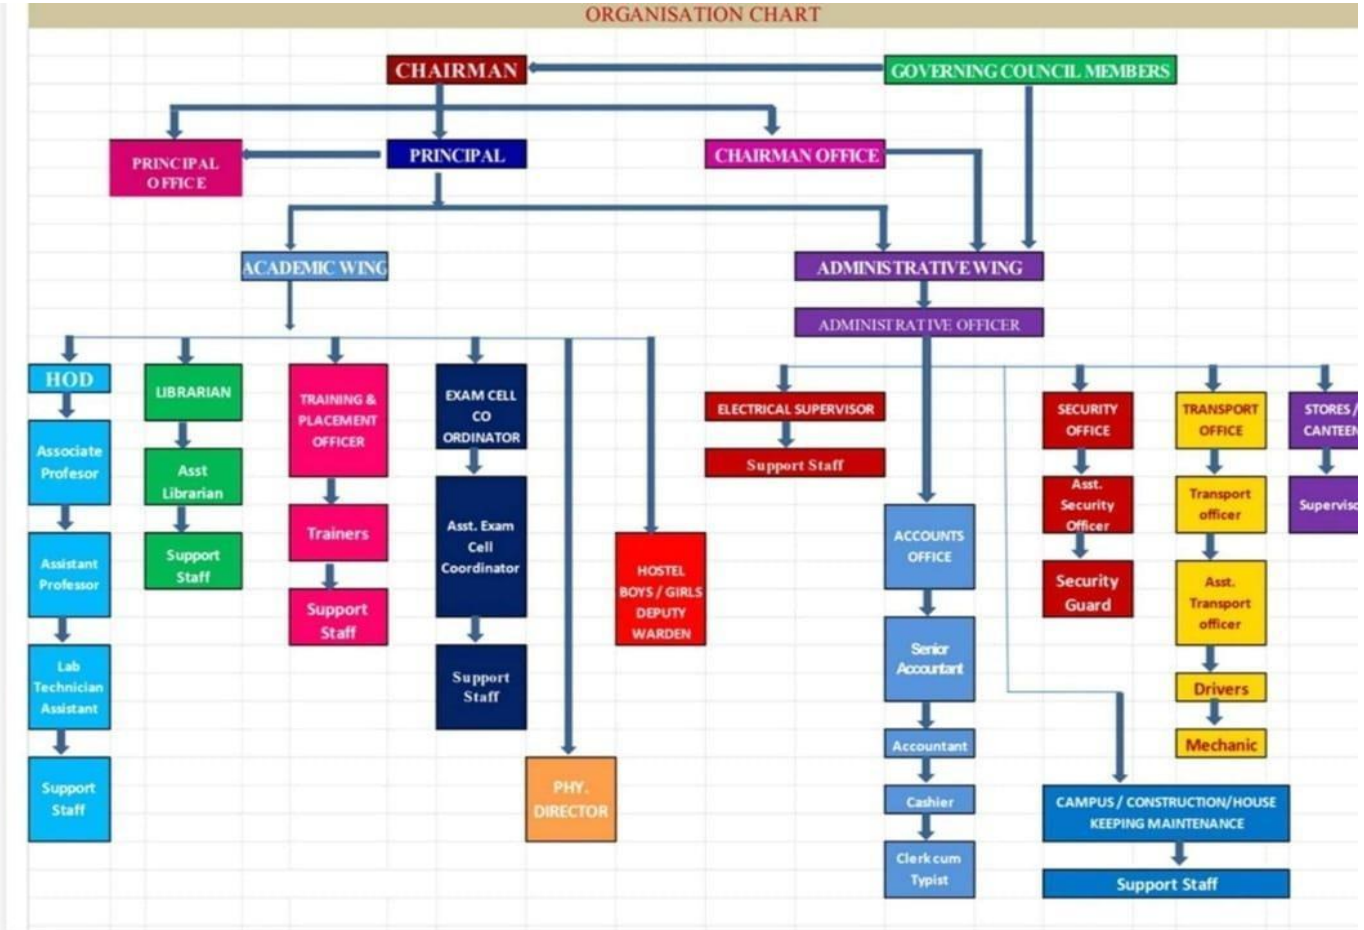 ORGANISATION CHART
CHAIRMAN
GOVERNING COUNCIL MEMBERS
PRINCIPAL
OFFICE
PRINCIPAL
CHAIRMAN OFFICE
ACADEMIC WING
ADMINISTRATIVE WING
ADMINISTRATIVE OFFICER
HOD
Associate
Profesor
Assistant
Professor
Lab
Technician
Assistant
Support
Staff
LIBRARIAN
Asst
Librarian
Support
Staff
TRAINING &
PLACEMENT
OFFICER
Trainers
Support
Staff
EXAM CELL
CO
ORDINATOR
Asst. Exam
Cell
Coordinator
Support
Staff
PHY.
DIRECTOR
HOSTEL
BOYS / GIRLS
DEPUTY
WARDEN
ELECTRICAL SUPERVISOR
Support Staff
ACCOUNTS
OFFICE
Senior
Accountant
Accountant
Cashier
Clerk cum
Typist
SECURITY
OFFICE
Asst.
Security
Officer
Security
Guard
TRANSPORT
OFFICE
Transport
officer
Asst.
Transport
officer
Drivers
Mechanic
STORES /
CANTEEN
Superviso
CAMPUS / CONSTRUCTION/HOUSE
KEEPING MAINTENANCE
Support Staff